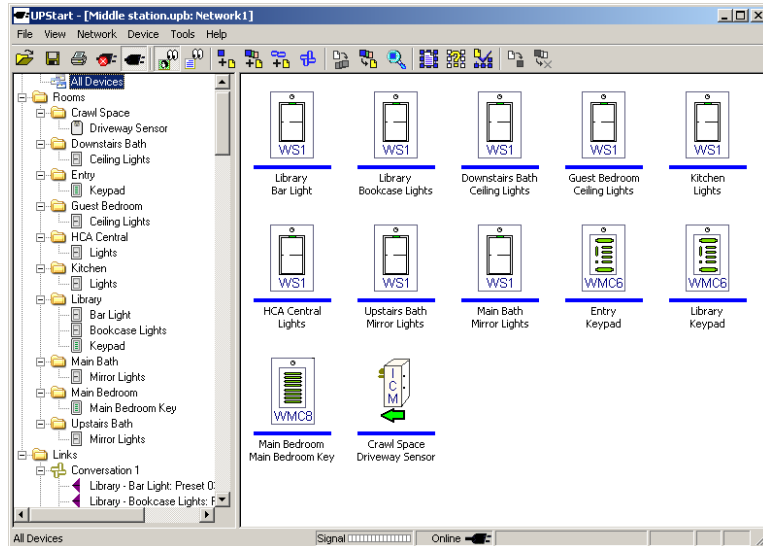 UPStart - [Middle station.upb: Network1]
File View Network Device Tools Help
All Devices
Rooms
Crawl Space
Driveway Sensor
Downstairs Bath
Ceiling Lights
Entry
Keypad
Guest Bedroom
Ceiling Lights
HCA Central
Lights
Kitchen
Lights
Library
Bar Light
Bookcase Lights
Keypad
Main Bath
Mirror Lights
Main Bedroom
Main Bedroom Key
Upstairs Bath
Mirror Lights
Links
Conversation 1
Library - Bar Light: Preset 0
Library - Bookcase Lights: F
WS1 WS1 WS1 WS1 WS1
Library Bar Light
Library Bookcase Lights
Downstairs Bath Ceiling Lights
Guest Bedroom Ceiling Lights
Kitchen Lights
WS1 WS1 WS1 WMC6 WMC6
HCA Central Lights
Upstairs Bath Mirror Lights
Main Bath Mirror Lights
Entry Keypad
Library Keypad
WMC8 ICM
Main Bedroom Main Bedroom Key
Crawl Space Driveway Sensor
All Devices Signal Online